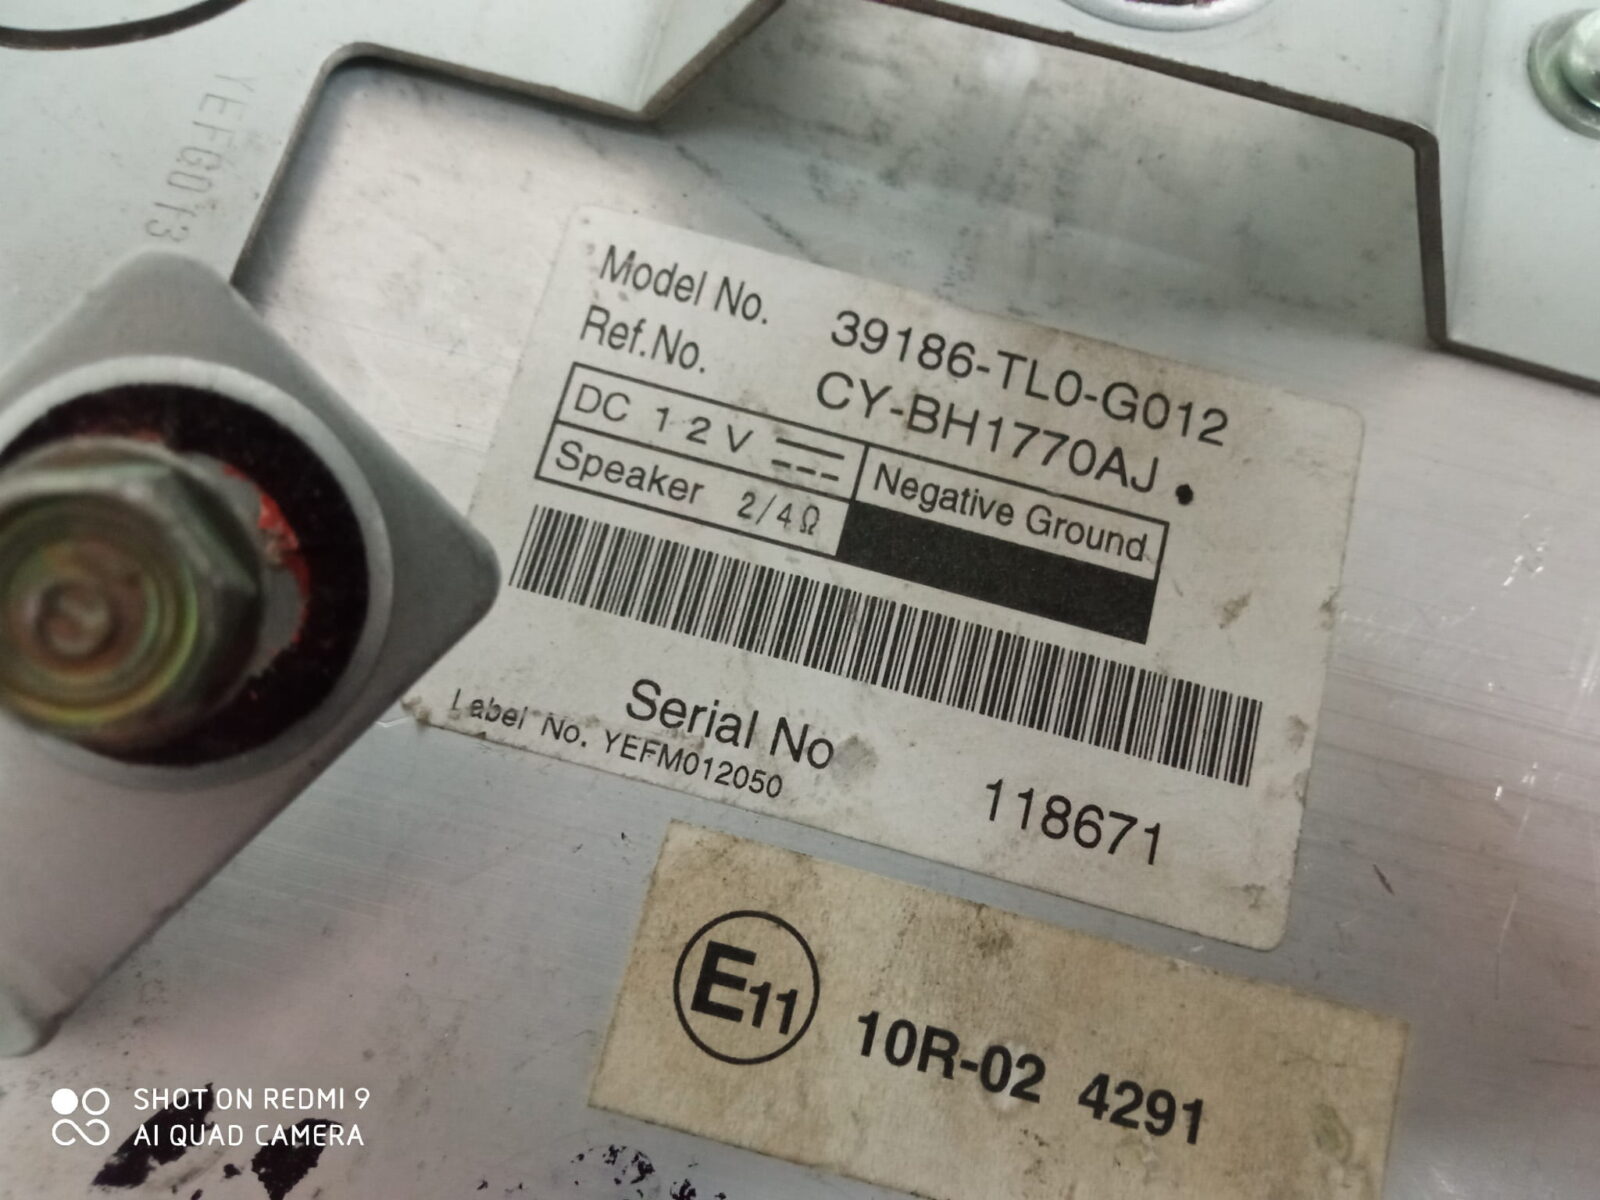 YEFG013
Model No. 39186-TL0-G012
Ref.No. CY-BH1770AJ
DC 12V Negative Ground
Speaker 2/4Ω
Serial No 118671
Label No. YEFM012050
E11 10R-02 4291
SHOT ON REDMI 9
AI QUAD CAMERA